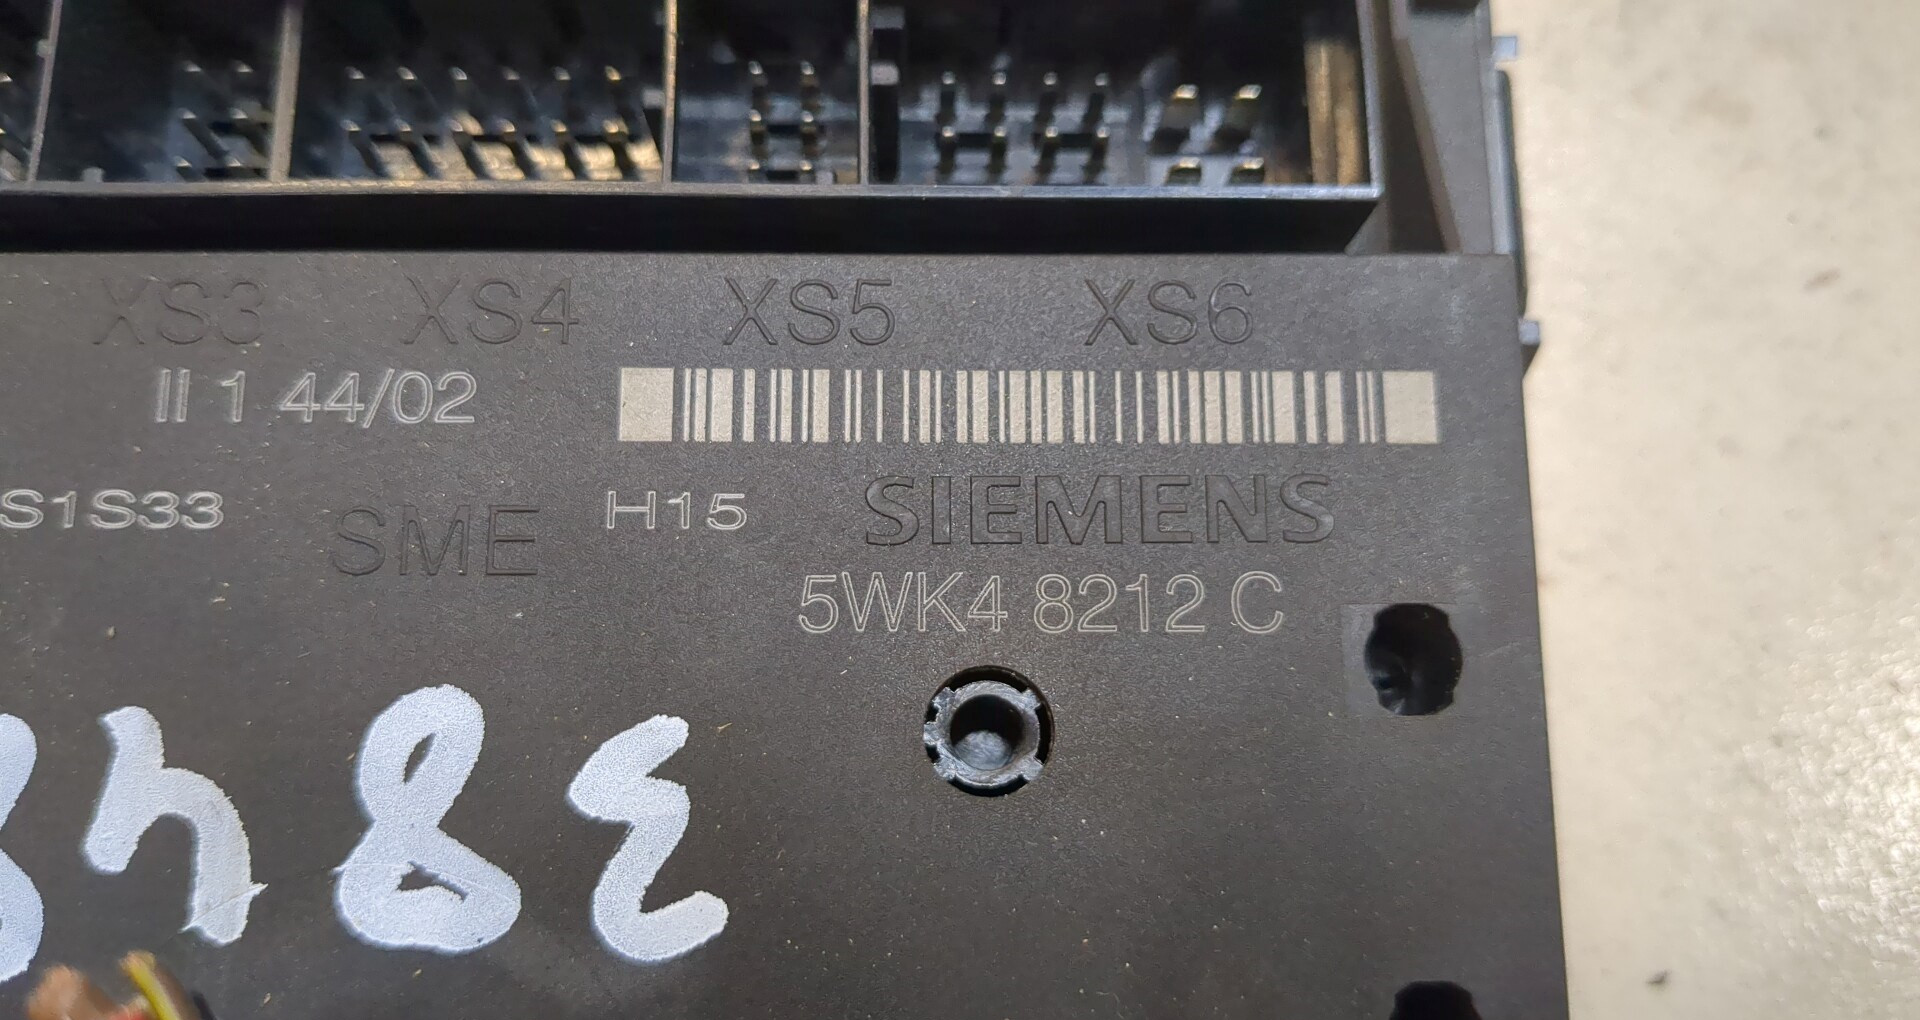 XS3 XS4 XS5 XS6
II 1 44/02
S1S33 SME H15 SIEMENS
5WK4 8212 C